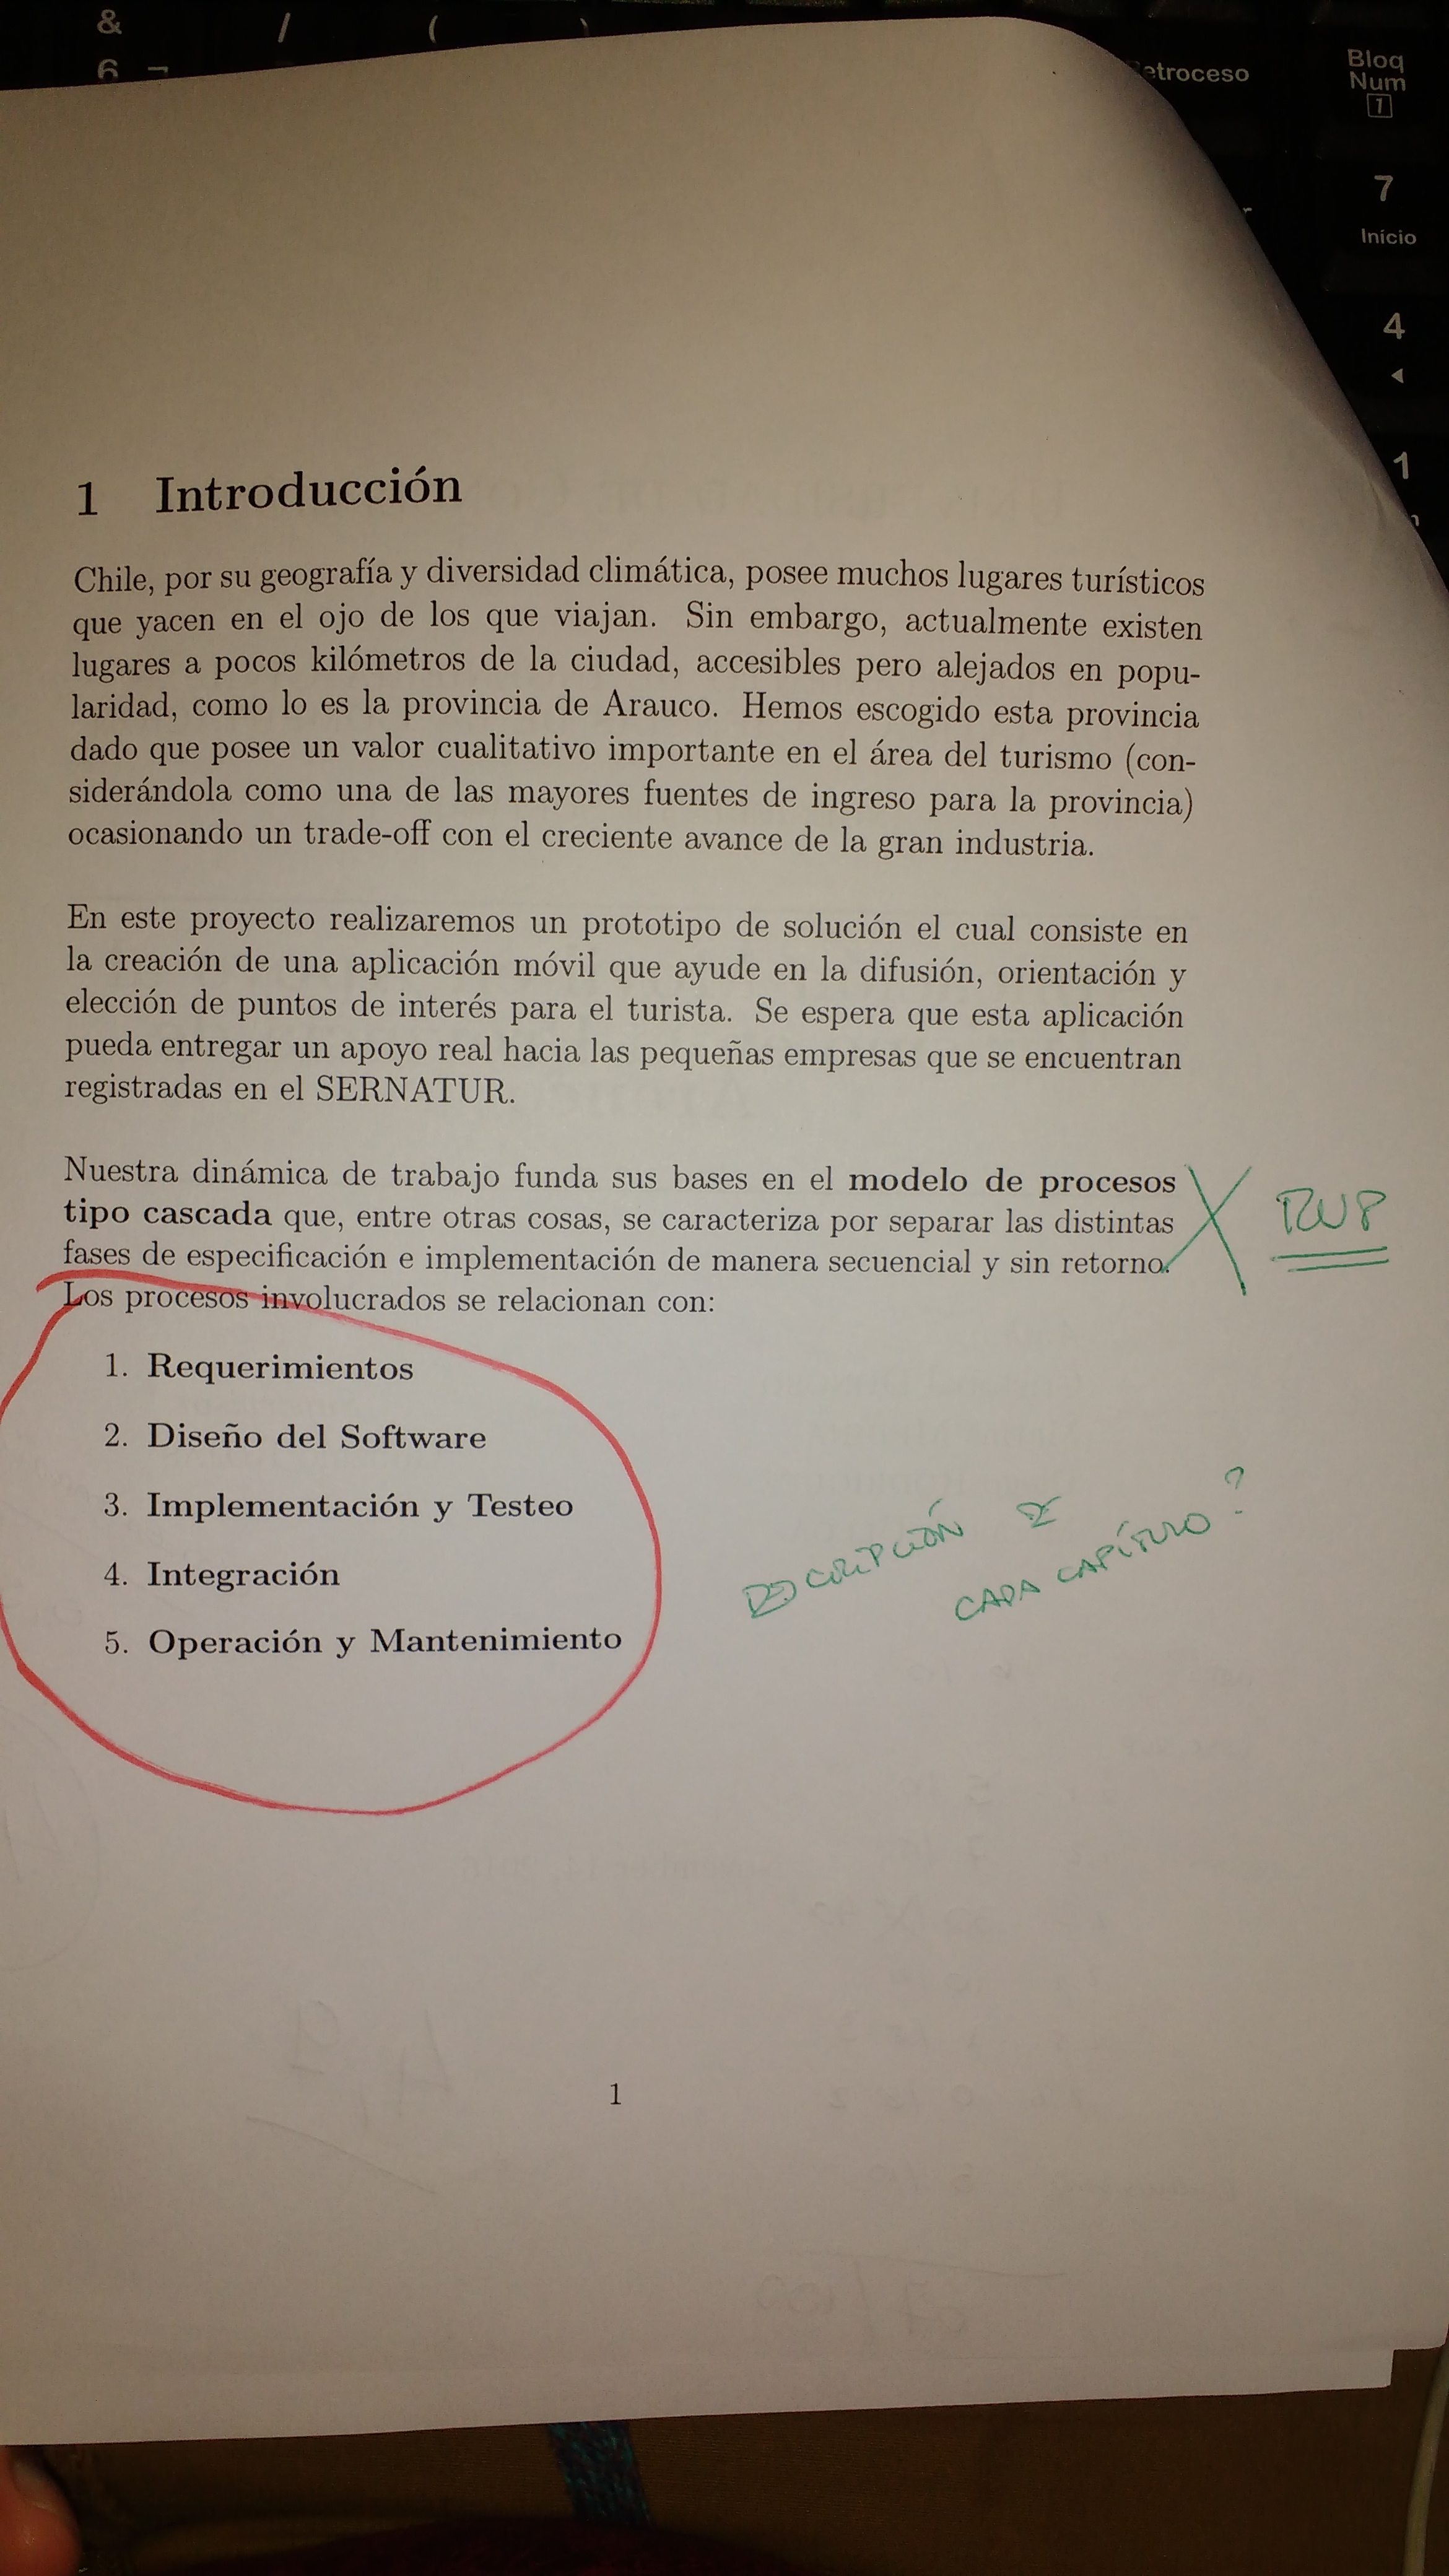 &
/
(
)
6 ¬
etroceso
Bloq
Num
1
7
Inicio
4
◄
1
1 Introducción
Chile, por su geografía y diversidad climática, posee muchos lugares turísticos
que yacen en el ojo de los que viajan. Sin embargo, actualmente existen
lugares a pocos kilómetros de la ciudad, accesibles pero alejados en popu-
laridad, como lo es la provincia de Arauco. Hemos escogido esta provincia
dado que posee un valor cualitativo importante en el área del turismo (con-
siderándola como una de las mayores fuentes de ingreso para la provincia)
ocasionando un trade-off con el creciente avance de la gran industria.
En este proyecto realizaremos un prototipo de solución el cual consiste en
la creación de una aplicación móvil que ayude en la difusión, orientación y
elección de puntos de interés para el turista. Se espera que esta aplicación
pueda entregar un apoyo real hacia las pequeñas empresas que se encuentran
registradas en el SERNATUR.
Nuestra dinámica de trabajo funda sus bases en el modelo de procesos
tipo cascada que, entre otras cosas, se caracteriza por separar las distintas
fases de especificación e implementación de manera secuencial y sin retorno.
Los procesos involucrados se relacionan con:
RUP
1. Requerimientos
2. Diseño del Software
3. Implementación y Testeo
4. Integración
5. Operación y Mantenimiento
DESCRIPCIÓN DE
CADA CAPÍTULO?
1